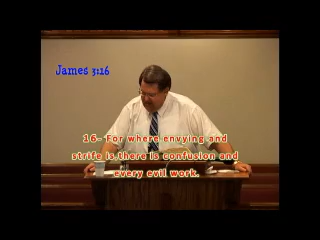 James 3:16
16- For where envying and
strife is,there is confusion and
every evil work.